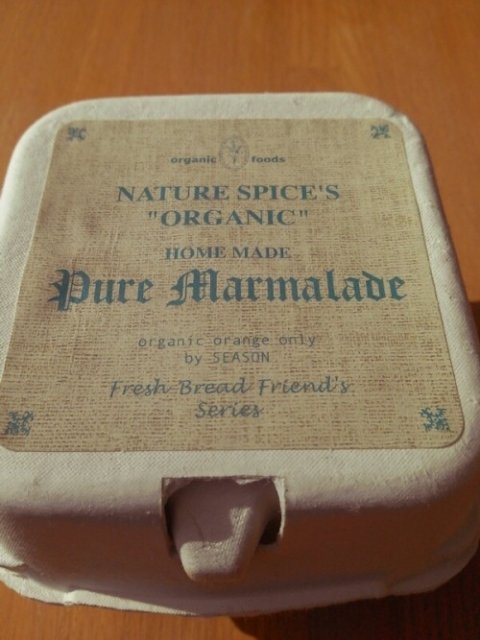 organic foods
NATURE SPICE'S
"ORGANIC"
HOME MADE
Pure Marmalade
organic orange only
by SEASON
Fresh Bread Friend's
Series